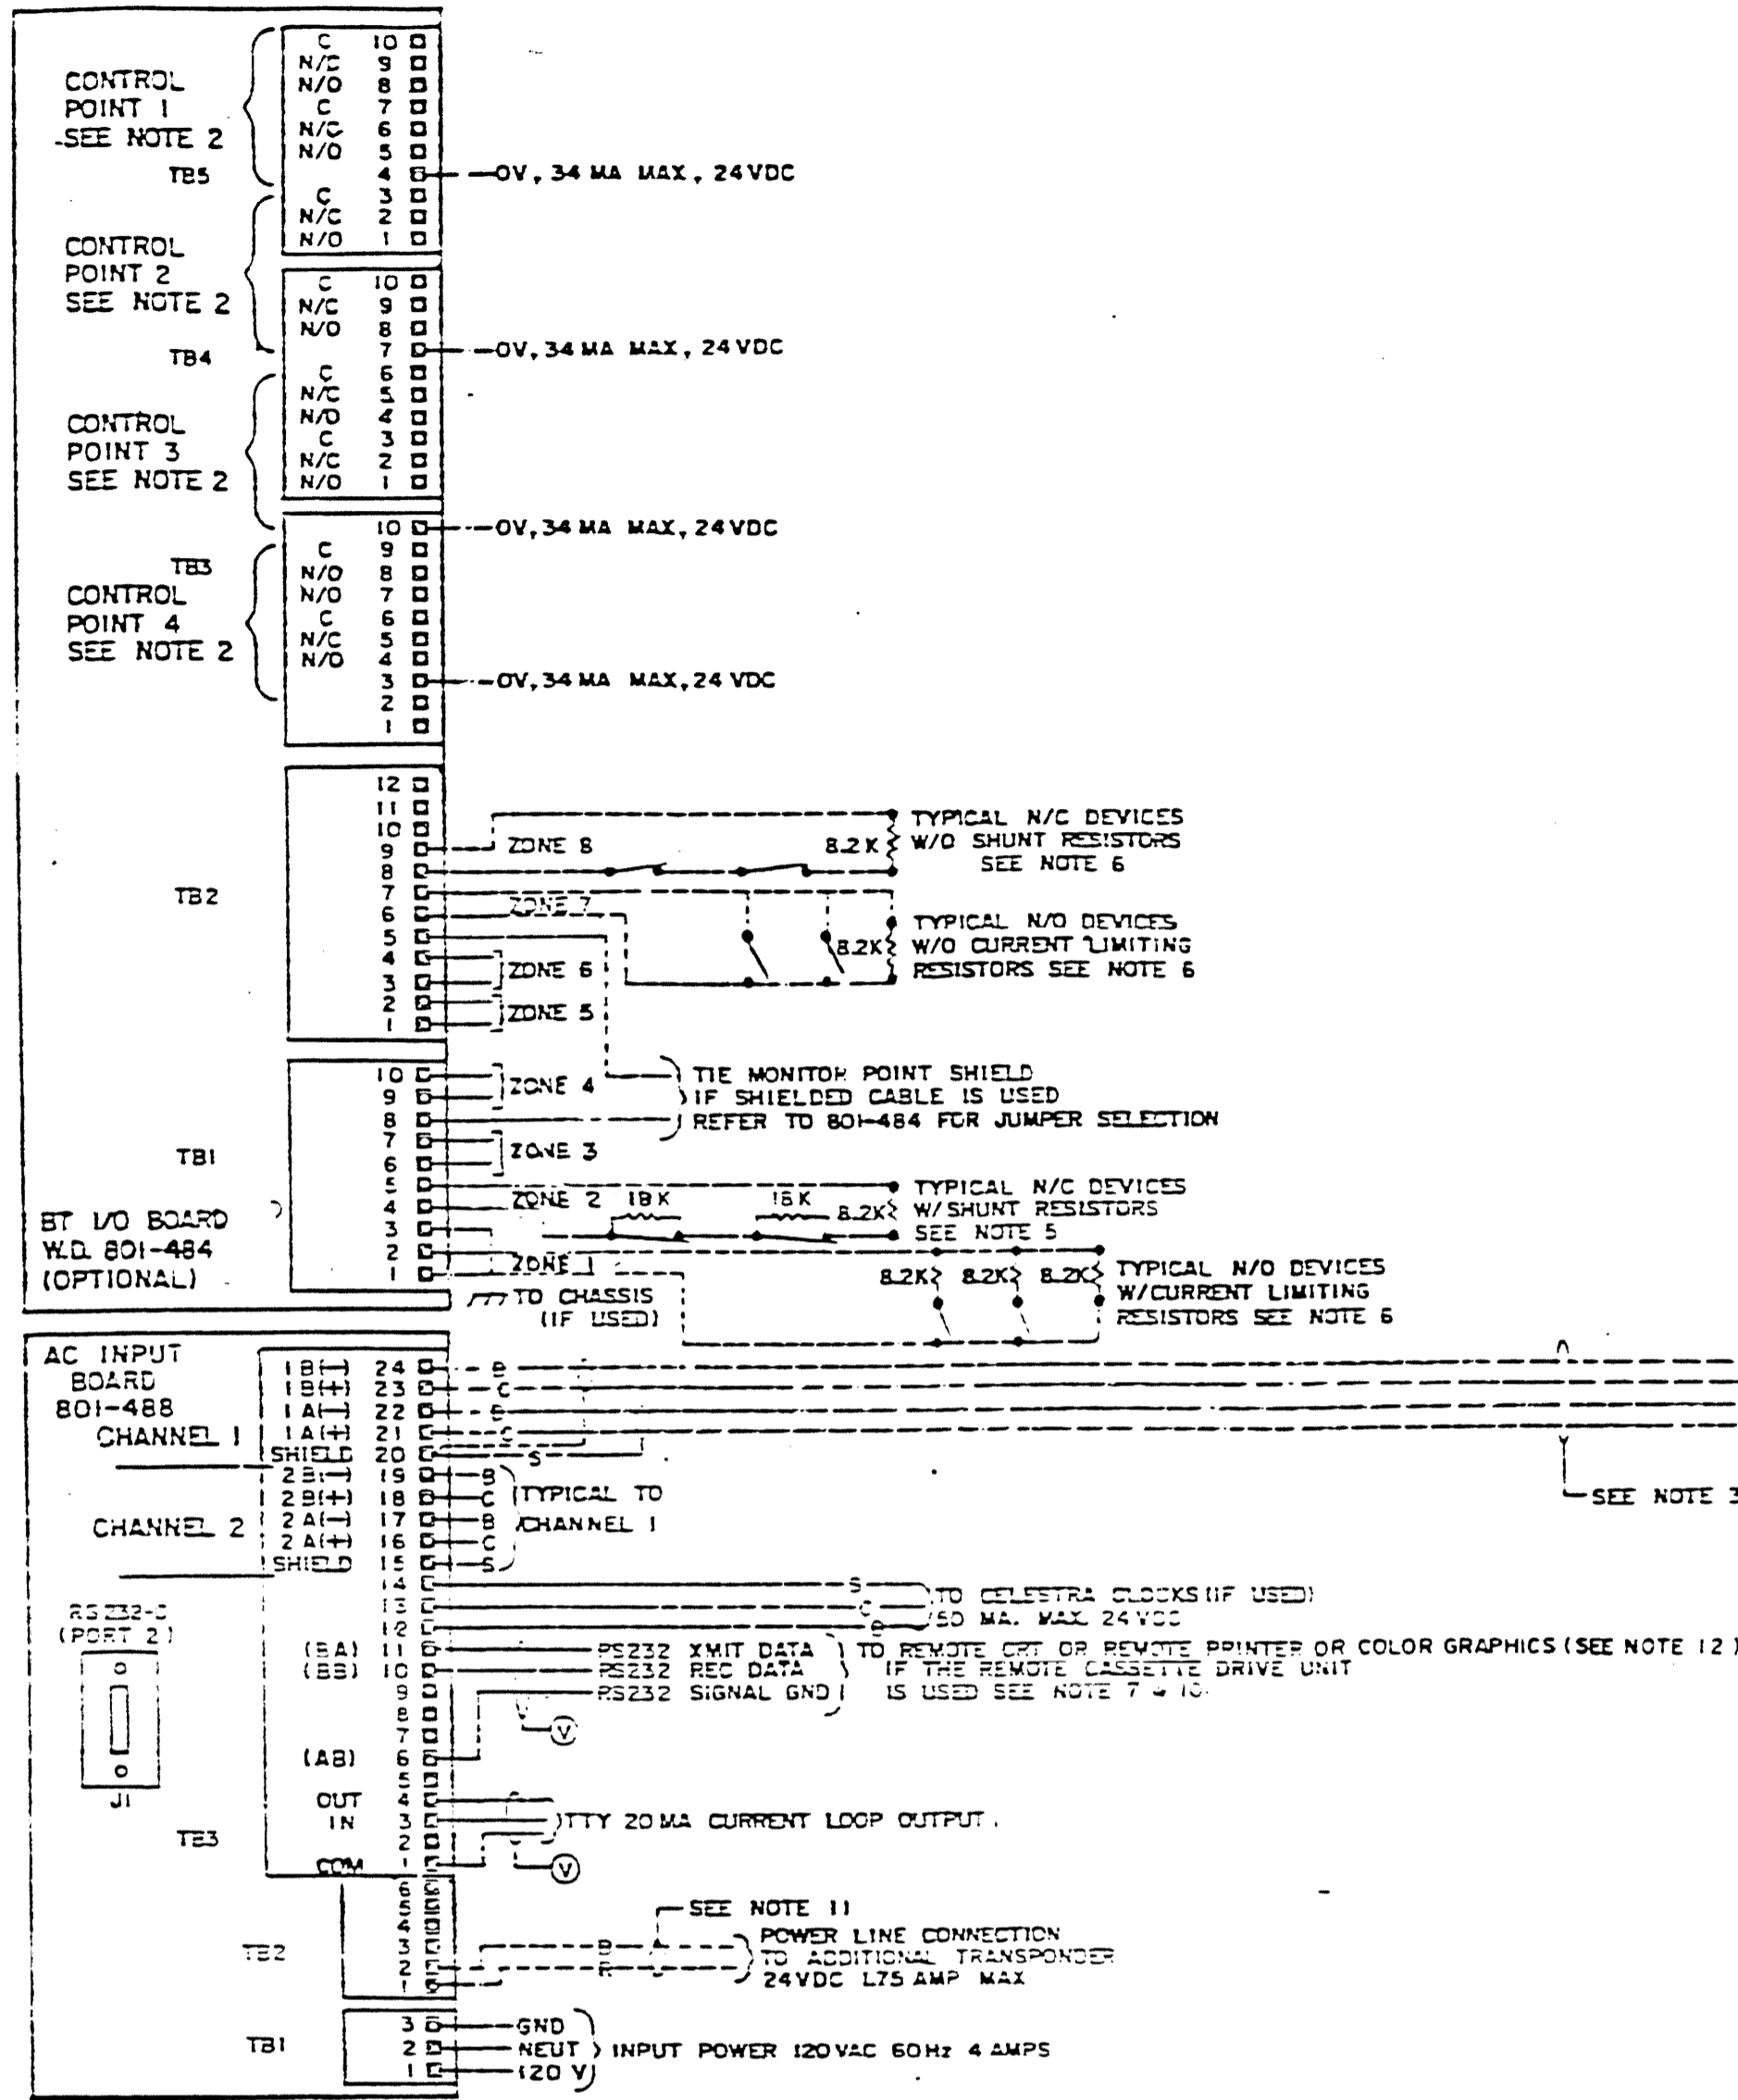 CONTROL
POINT 1
SEE NOTE 2
TB5
C 10
N/C 9
N/O 8
C 7
N/C 6
N/O 5
4 0V, 34 MA MAX, 24VDC
C 3
N/C 2
N/O 1
CONTROL
POINT 2
SEE NOTE 2
TB4
C 10
N/C 9
N/O 8
7 0V, 34 MA MAX, 24VDC
C 6
N/C 5
N/O 4
C 3
N/C 2
N/O 1
CONTROL
POINT 3
SEE NOTE 2
TB3
10 0V, 34 MA MAX, 24VDC
C 9
N/O 8
N/O 7
C 6
N/C 5
N/O 4
3 0V, 34 MA MAX, 24 VDC
2
1
CONTROL
POINT 4
SEE NOTE 2
TB2
12
11
10
9 ZONE 8
8
7
6 ZONE 7
5
4
3 ZONE 6
2
1 ZONE 5
8.2K
TYPICAL N/C DEVICES
W/O SHUNT RESISTORS
SEE NOTE 6
8.2K
TYPICAL N/O DEVICES
W/O CURRENT LIMITING
RESISTORS SEE NOTE 6
TB1
10
9 ZONE 4
8
7
6 ZONE 3
5
4 ZONE 2
3
2
1 ZONE 1
TIE MONITOR POINT SHIELD
IF SHIELDED CABLE IS USED
REFER TO 801-484 FOR JUMPER SELECTION
18K
18K
8.2K
TYPICAL N/C DEVICES
W/SHUNT RESISTORS
SEE NOTE 5
8.2K 8.2K 8.2K
TYPICAL N/O DEVICES
W/CURRENT LIMITING
RESISTORS SEE NOTE 6
TO CHASSIS
(IF USED)
BT I/O BOARD
W.D. 801-484
(OPTIONAL)
AC INPUT
BOARD
801-488
CHANNEL 1
1B(-) 24 B
1B(+) 23 C
1A(-) 22 B
1A(+) 21 C
SHIELD 20 S
SEE NOTE 3
CHANNEL 2
2B(-) 19 B
2B(+) 18 C
2A(-) 17 B
2A(+) 16 C
SHIELD 15 S
TYPICAL TO
CHANNEL 1
14 S
13 C
12 B
TO CELESTRA CLOCKS (IF USED)
50 MA. MAX 24 VDC
RS232-C
(PORT 2)
J1
(BA) 11 RS232 XMIT DATA
(BB) 10 RS232 REC DATA
9 RS232 SIGNAL GND
8
7
(AB) 6
5
V
TO REMOTE CRT OR REMOTE PRINTER OR COLOR GRAPHICS (SEE NOTE 12)
IF THE REMOTE CASSETTE DRIVE UNIT
IS USED SEE NOTE 7 & 10.
OUT 4
IN 3
2
COM 1
TTY 20 MA CURRENT LOOP OUTPUT.
V
TB3
6
5
4
3
2
1
TB2
SEE NOTE 11
B
R
POWER LINE CONNECTION
TO ADDITIONAL TRANSPONDER
24VDC 1.75 AMP MAX
TB1
3 GND
2 NEUT
1 120 V
INPUT POWER 120VAC 60Hz 4 AMPS